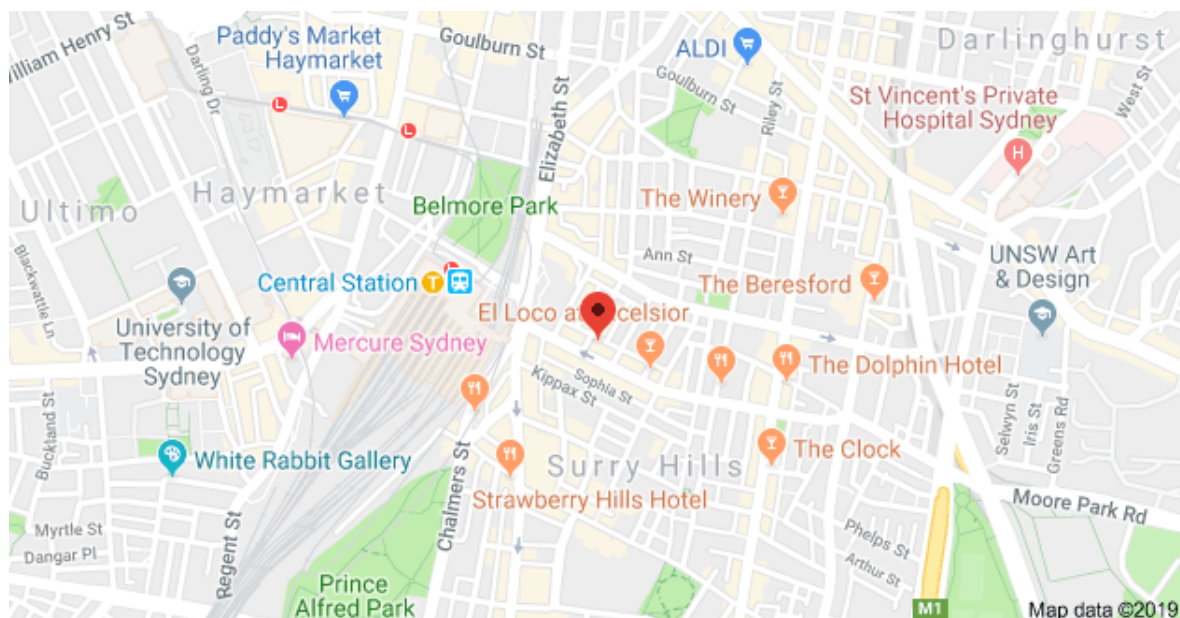 William Henry St
Darling Dr
Paddy's Market
Haymarket
Goulburn St
Elizabeth St
ALDI
Goulburn St
Riley St
Darlinghurst
St Vincent's Private
Hospital Sydney
West St
L
L
H
Haymarket
Ultimo
Belmore Park
The Winery
Ann St
Blackwattle Ln
Central Station
T
L
The Beresford
UNSW Art
& Design
El Loco at Excelsior
University of
Technology
Sydney
Mercure Sydney
Sophia St
Kippax St
The Dolphin Hotel
Selwyn St
Iris St
Greens Rd
Buckland St
White Rabbit Gallery
Chalmers St
Surry Hills
The Clock
Strawberry Hills Hotel
Moore Park Rd
Myrtle St
Dangar Pl
Regent St
Phelps St
Arthur St
Prince
Alfred Park
M1
Map data ©2019